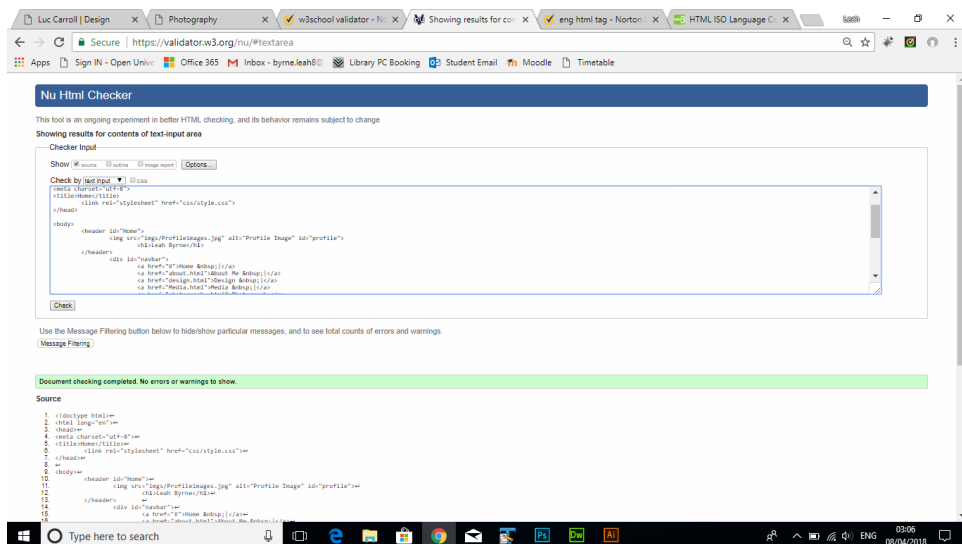 Luc Carroll | Design
Photography
w3school validator - No
Showing results for con
eng html tag - Norton S
HTML ISO Language Co
Leah
Secure | https://validator.w3.org/nu/#textarea
Apps
Sign IN - Open Unive
Office 365
Inbox - byrne.leah8
Library PC Booking
Student Email
Moodle
Timetable
Nu Html Checker
This tool is an ongoing experiment in better HTML checking, and its behavior remains subject to change
Showing results for contents of text-input area
Checker Input
Show source outline image report Options...
Check by text input css
<meta charset="utf-8">
<title>Home</title>
<link rel="stylesheet" href="css/style.css">
</head>
<body>
<header id="Home">
<img src="imgs/Profileimages.jpg" alt="Profile Image" id="profile">
<h1>Leah Byrne</h1>
</header>
<div id="navbar">
<a href="#">Home &nbsp;|</a>
<a href="about.html">About Me &nbsp;|</a>
<a href="design.html">Design &nbsp;|</a>
<a href="Media.html">Media &nbsp;|</a>
Check
Use the Message Filtering button below to hide/show particular messages, and to see total counts of errors and warnings.
Message Filtering
Document checking completed. No errors or warnings to show.
Source
1. <!doctype html>↩
2. <html lang="en">↩
3. <head>↩
4. <meta charset="utf-8">↩
5. <title>Home</title>↩
6. <link rel="stylesheet" href="css/style.css">↩
7. </head>↩
8. ↩
9. <body>↩
10. <header id="Home">↩
11. <img src="imgs/Profileimages.jpg" alt="Profile Image" id="profile">↩
12. <h1>Leah Byrne</h1>↩
13. </header> ↩
14. <div id="navbar">↩
15. <a href="#">Home &nbsp;|</a>↩
16. <a href="about.html">About Me &nbsp;|</a>↩
Type here to search
Ps
Dw
Ai
ENG
03:06
08/04/2018